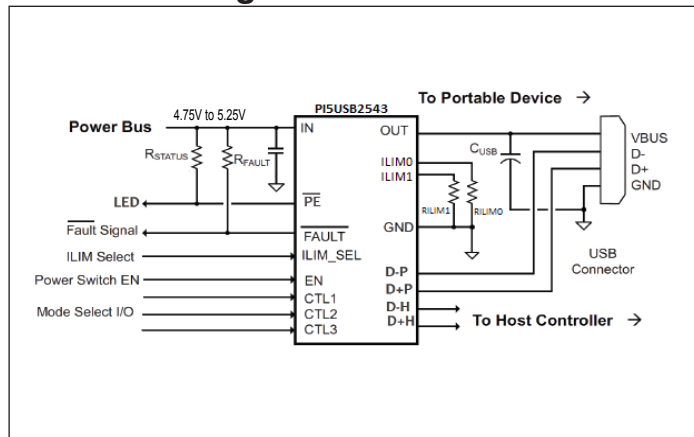 PI5USB2543
To Portable Device →
4.75V to 5.25V
Power Bus
IN
OUT
VBUS
D-
D+
GND
RSTATUS
RFAULT
CUSB
ILIM0
ILIM1
RILIM1
RILIM0
LED
PE
Fault Signal
FAULT
GND
ILIM Select
ILIM_SEL
USB
Connector
Power Switch EN
EN
D-P
D+P
Mode Select I/O
CTL1
CTL2
CTL3
D-H
D+H
To Host Controller →